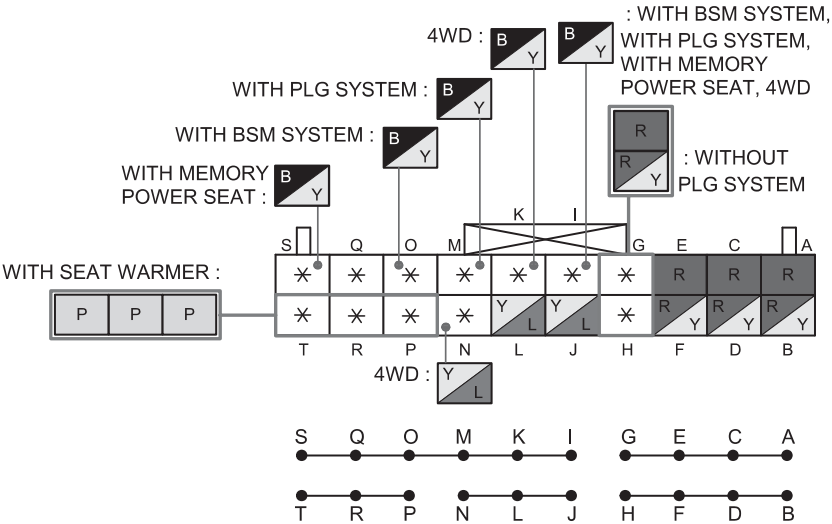 : WITH BSM SYSTEM,
4WD : B Y B Y WITH PLG SYSTEM,
WITH MEMORY
POWER SEAT, 4WD
WITH PLG SYSTEM : B Y
R
WITH BSM SYSTEM : B Y
R Y : WITHOUT
PLG SYSTEM
WITH MEMORY
POWER SEAT : B Y
K I
S Q O M G E C A
WITH SEAT WARMER :
* * * * * * * R R R
P P P
* * * * Y L Y L * R Y R Y R Y
T R P N L J H F D B
4WD : Y L
S Q O M K I G E C A
T R P N L J H F D B